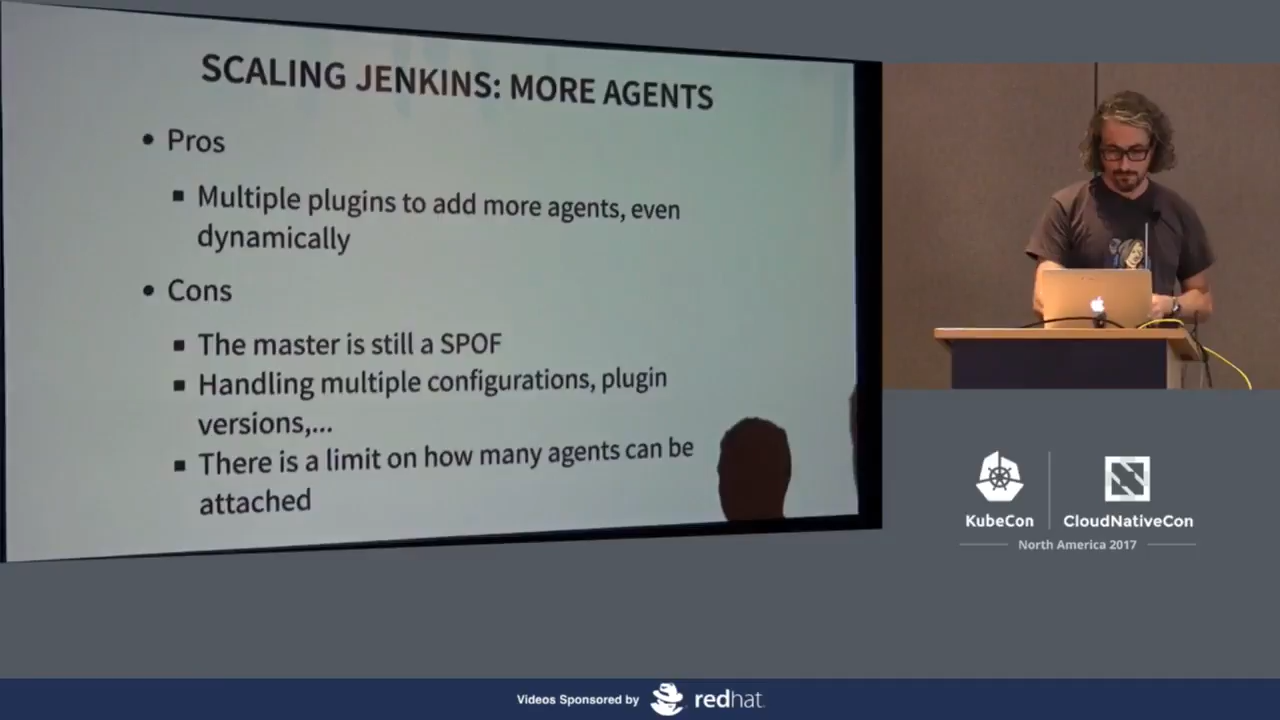 SCALING JENKINS: MORE AGENTS
• Pros
▪ Multiple plugins to add more agents, even
dynamically
• Cons
▪ The master is still a SPOF
▪ Handling multiple configurations, plugin
versions,...
▪ There is a limit on how many agents can be
attached
KubeCon
CloudNativeCon
North America 2017
Videos Sponsored by
redhat.